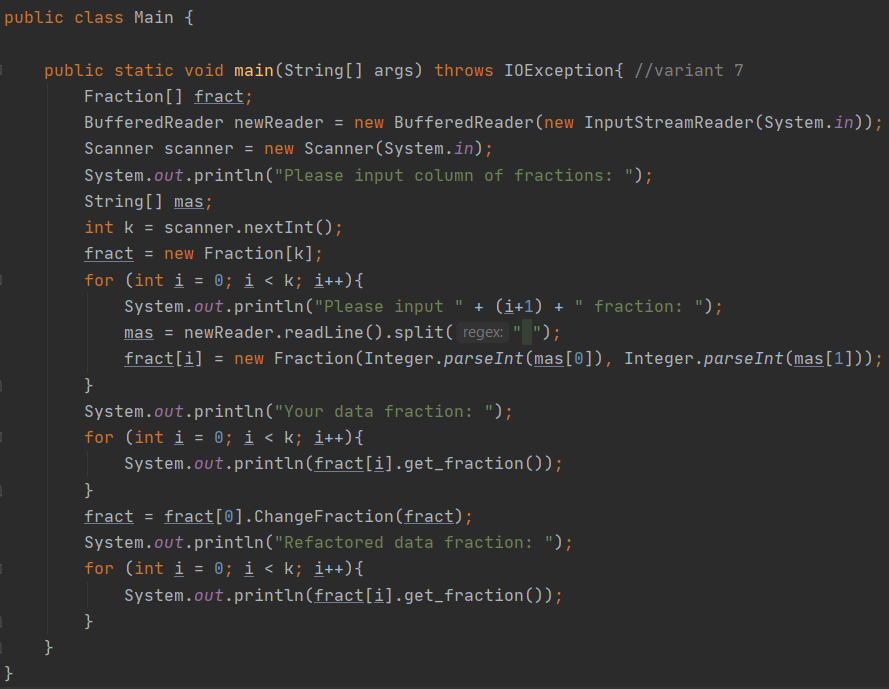 public class Main {
public static void main(String[] args) throws IOException{ //variant 7
Fraction[] fract;
BufferedReader newReader = new BufferedReader(new InputStreamReader(System.in));
Scanner scanner = new Scanner(System.in);
System.out.println("Please input column of fractions: ");
String[] mas;
int k = scanner.nextInt();
fract = new Fraction[k];
for (int i = 0; i < k; i++){
System.out.println("Please input " + (i+1) + " fraction: ");
mas = newReader.readLine().split( regex: " ");
fract[i] = new Fraction(Integer.parseInt(mas[0]), Integer.parseInt(mas[1]));
}
System.out.println("Your data fraction: ");
for (int i = 0; i < k; i++){
System.out.println(fract[i].get_fraction());
}
fract = fract[0].ChangeFraction(fract);
System.out.println("Refactored data fraction: ");
for (int i = 0; i < k; i++){
System.out.println(fract[i].get_fraction());
}
}
}